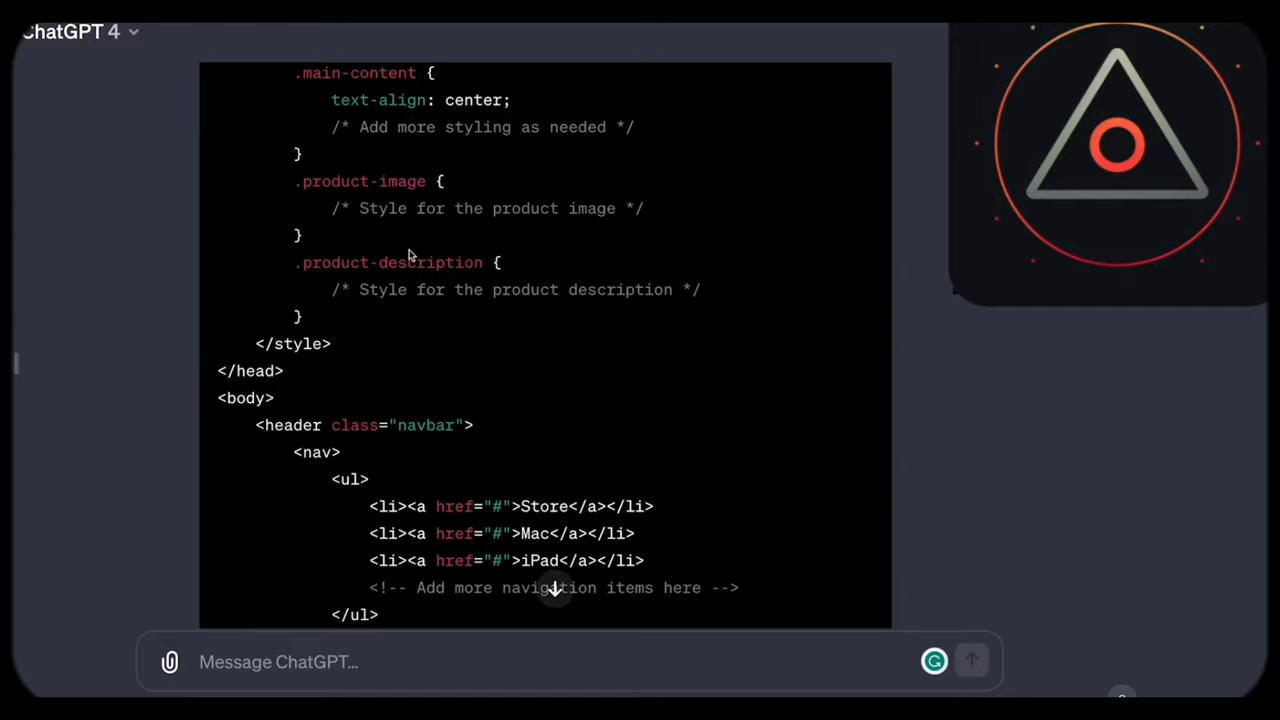 ChatGPT 4
.main-content {
text-align: center;
/* Add more styling as needed */
}
.product-image {
/* Style for the product image */
}
.product-description {
/* Style for the product description */
}
</style>
</head>
<body>
<header class="navbar">
<nav>
<ul>
<li><a href="#">Store</a></li>
<li><a href="#">Mac</a></li>
<li><a href="#">iPad</a></li>
<!-- Add more navigation items here -->
</ul>
Message ChatGPT...